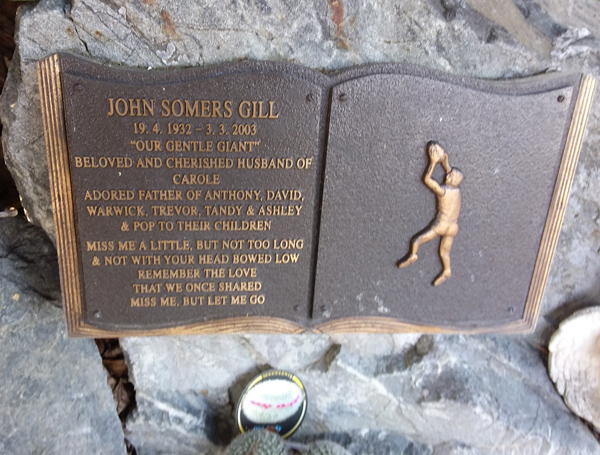 JOHN SOMERS GILL
19. 4. 1932 - 3. 3. 2003
"OUR GENTLE GIANT"
BELOVED AND CHERISHED HUSBAND OF
CAROLE
ADORED FATHER OF ANTHONY, DAVID,
WARWICK, TREVOR, TANDY & ASHLEY
& POP TO THEIR CHILDREN
MISS ME A LITTLE, BUT NOT TOO LONG
& NOT WITH YOUR HEAD BOWED LOW
REMEMBER THE LOVE
THAT WE ONCE SHARED
MISS ME, BUT LET ME GO